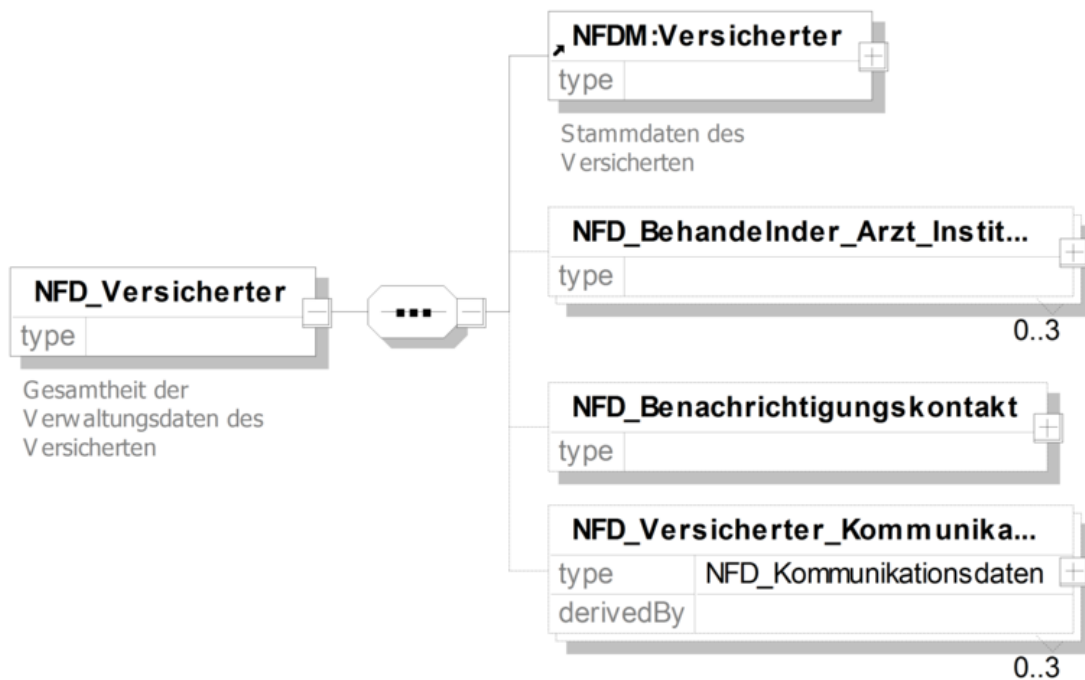 NFDM:Versicherter
type
Stammdaten des
Versicherten
NFD_Behandelnder_Arzt_Instit...
type
0..3
NFD_Versicherter
type
Gesamtheit der
Verwaltungsdaten des
Versicherten
NFD_Benachrichtigungskontakt
type
NFD_Versicherter_Kommunika...
type NFD_Kommunikationsdaten
derivedBy
0..3